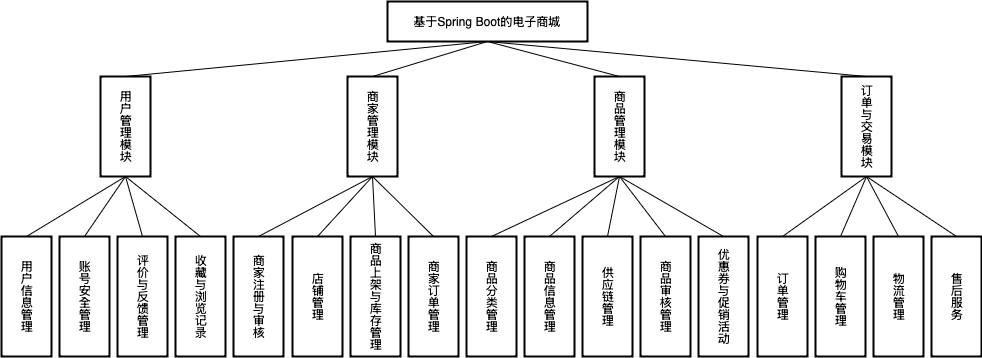 基于Spring Boot的电子商城
用户管理模块
商家管理模块
商品管理模块
订单与交易模块
用户信息管理
账号安全管理
评价与反馈管理
收藏与浏览记录
商家注册与审核
店铺管理
商品上架与库存管理
商家订单管理
商品分类管理
商品信息管理
供应链管理
商品审核管理
优惠券与促销活动
订单管理
购物车管理
物流管理
售后服务